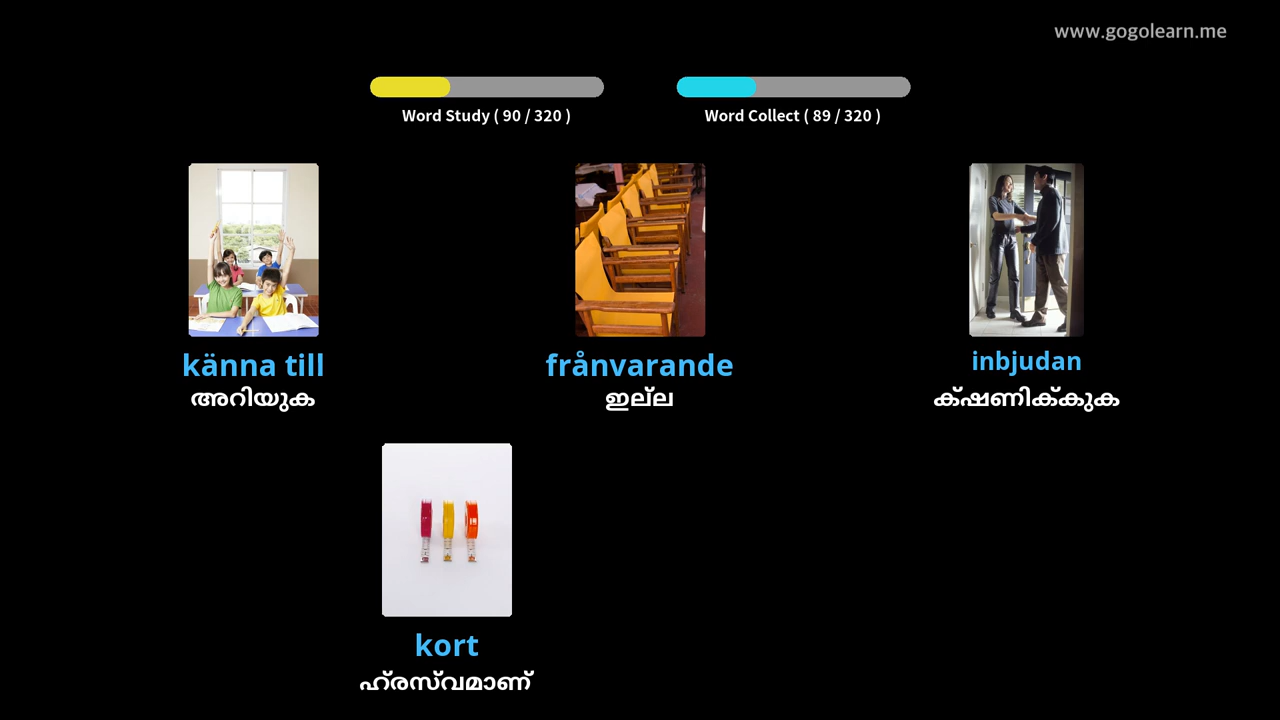 www.gogolearn.me
Word Study ( 90 / 320 )
Word Collect ( 89 / 320 )
känna till
അറിയുക
frånvarande
ഇല്ല
inbjudan
ക്ഷണിക്കുക
kort
ഹ്രസ്വമാണ്